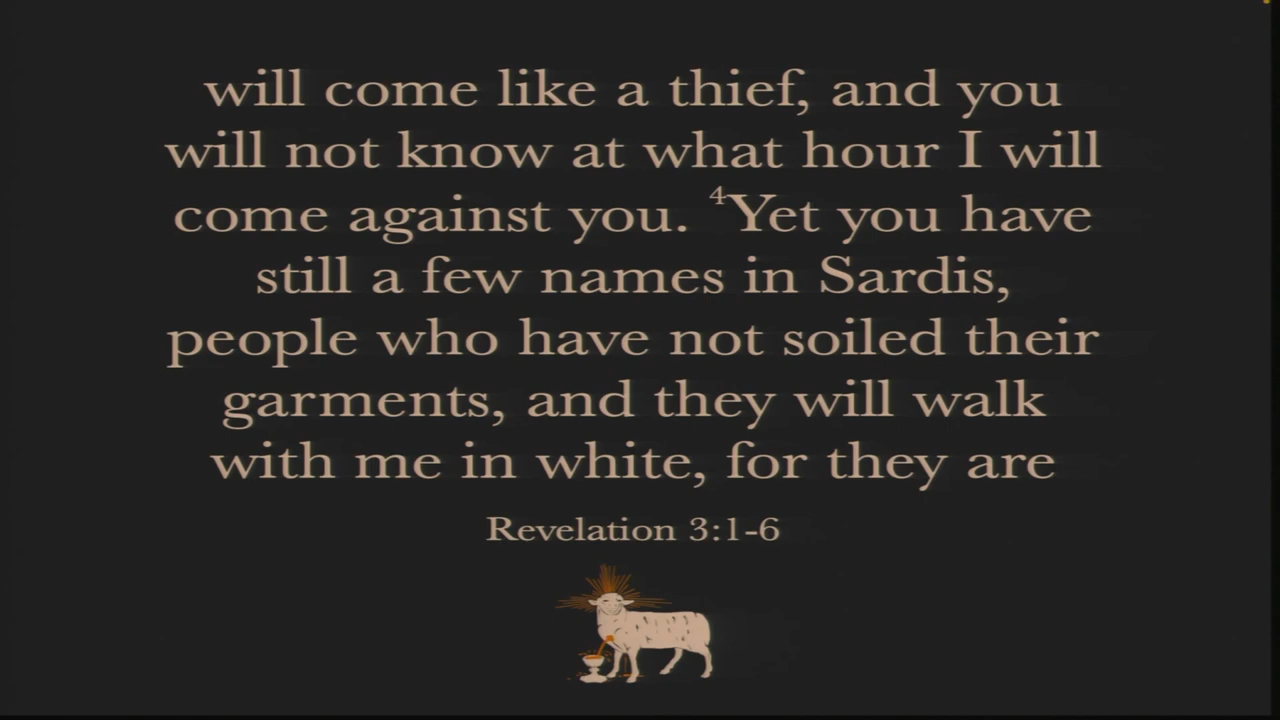 will come like a thief, and you
will not know at what hour I will
come against you. ⁴Yet you have
still a few names in Sardis,
people who have not soiled their
garments, and they will walk
with me in white, for they are
Revelation 3:1-6